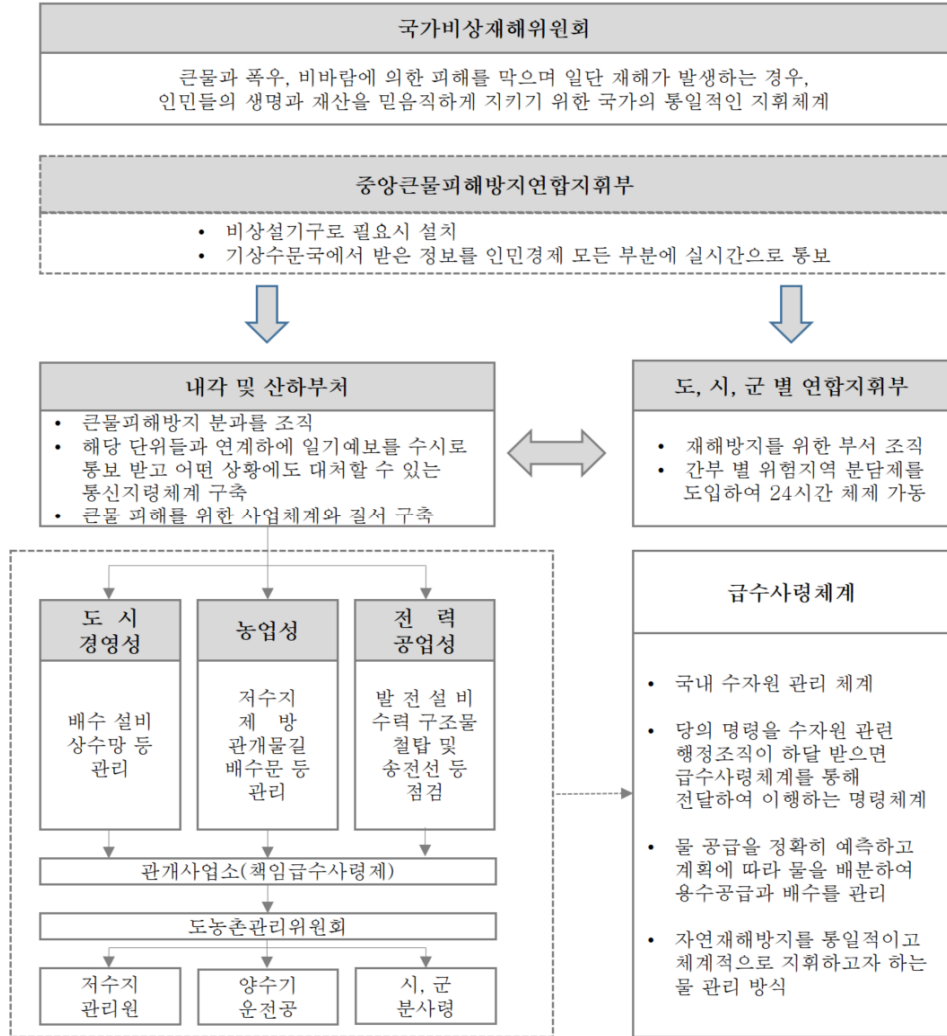 국가비상재해위원회
큰물과 폭우, 비바람에 의한 피해를 막으며 일단 재해가 발생하는 경우,
인민들의 생명과 재산을 믿음직하게 지키기 위한 국가의 통일적인 지휘체계
중앙큰물피해방지연합지휘부
• 비상설기구로 필요시 설치
• 기상수문국에서 받은 정보를 인민경제 모든 부분에 실시간으로 통보
내각 및 산하부처
• 큰물피해방지 분과를 조직
• 해당 단위들과 연계하에 일기예보를 수시로
통보 받고 어떤 상황에도 대처할 수 있는
통신지령체계 구축
• 큰물 피해를 위한 사업체계와 질서 구축
도, 시, 군 별 연합지휘부
• 재해방지를 위한 부서 조직
• 간부 별 위험지역 분담제를
도입하여 24시간 체제 가동
도 시
경영성
배수 설비
상수망 등
관리
농업성
저수지
제 방
관개물길
배수문 등
관리
전 력
공업성
발 전 설 비
수력 구조물
철탑 및
송전선 등
점검
관개사업소(책임급수사령제)
도농촌관리위원회
저수지
관리원
양수기
운전공
시, 군
분사령
급수사령체계
• 국내 수자원 관리 체계
• 당의 명령을 수자원 관련
행정조직이 하달 받으면
급수사령체계를 통해
전달하여 이행하는 명령체계
• 물 공급을 정확히 예측하고
계획에 따라 물을 배분하여
용수공급과 배수를 관리
• 자연재해방지를 통일적이고
체계적으로 지휘하고자 하는
물 관리 방식